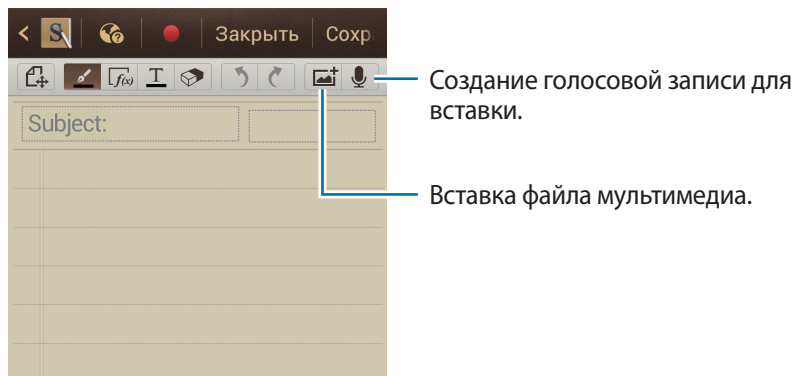 S Закрыть Сохр
f(x) T
Subject:
Создание голосовой записи для
вставки.
Вставка файла мультимедиа.